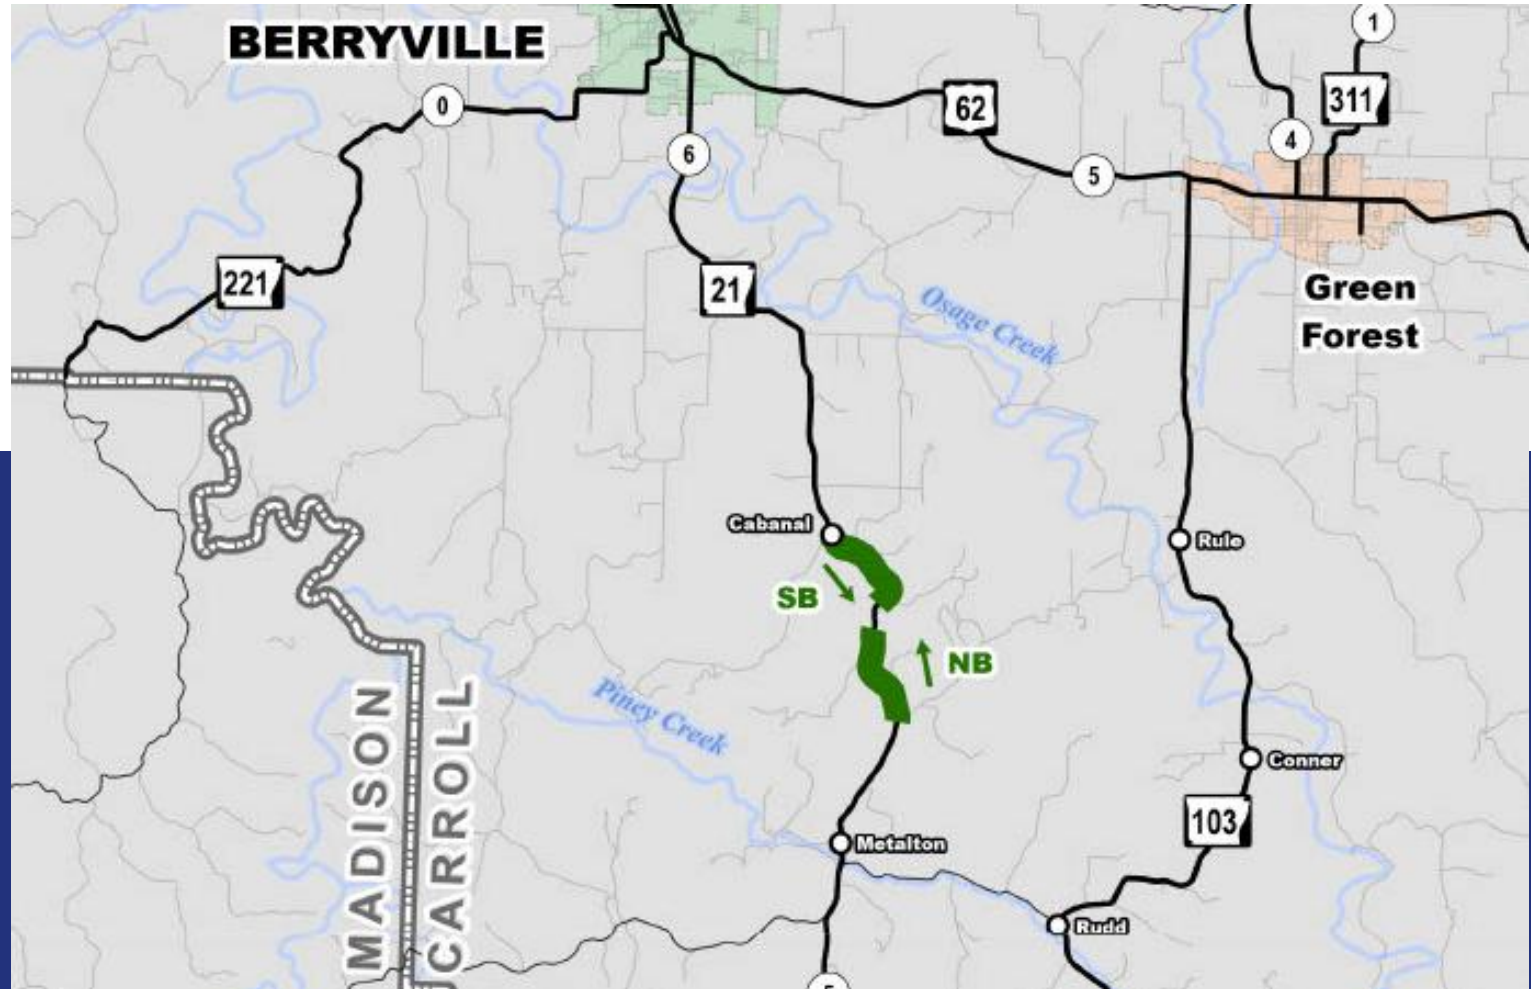 BERRYVILLE
1
0
62
311
4
6
5
221
21
Osage Creek
Green
Forest
Cabanal
Rule
SB
NB
Piney Creek
MADISON
CARROLL
Conner
103
Metalton
Rudd